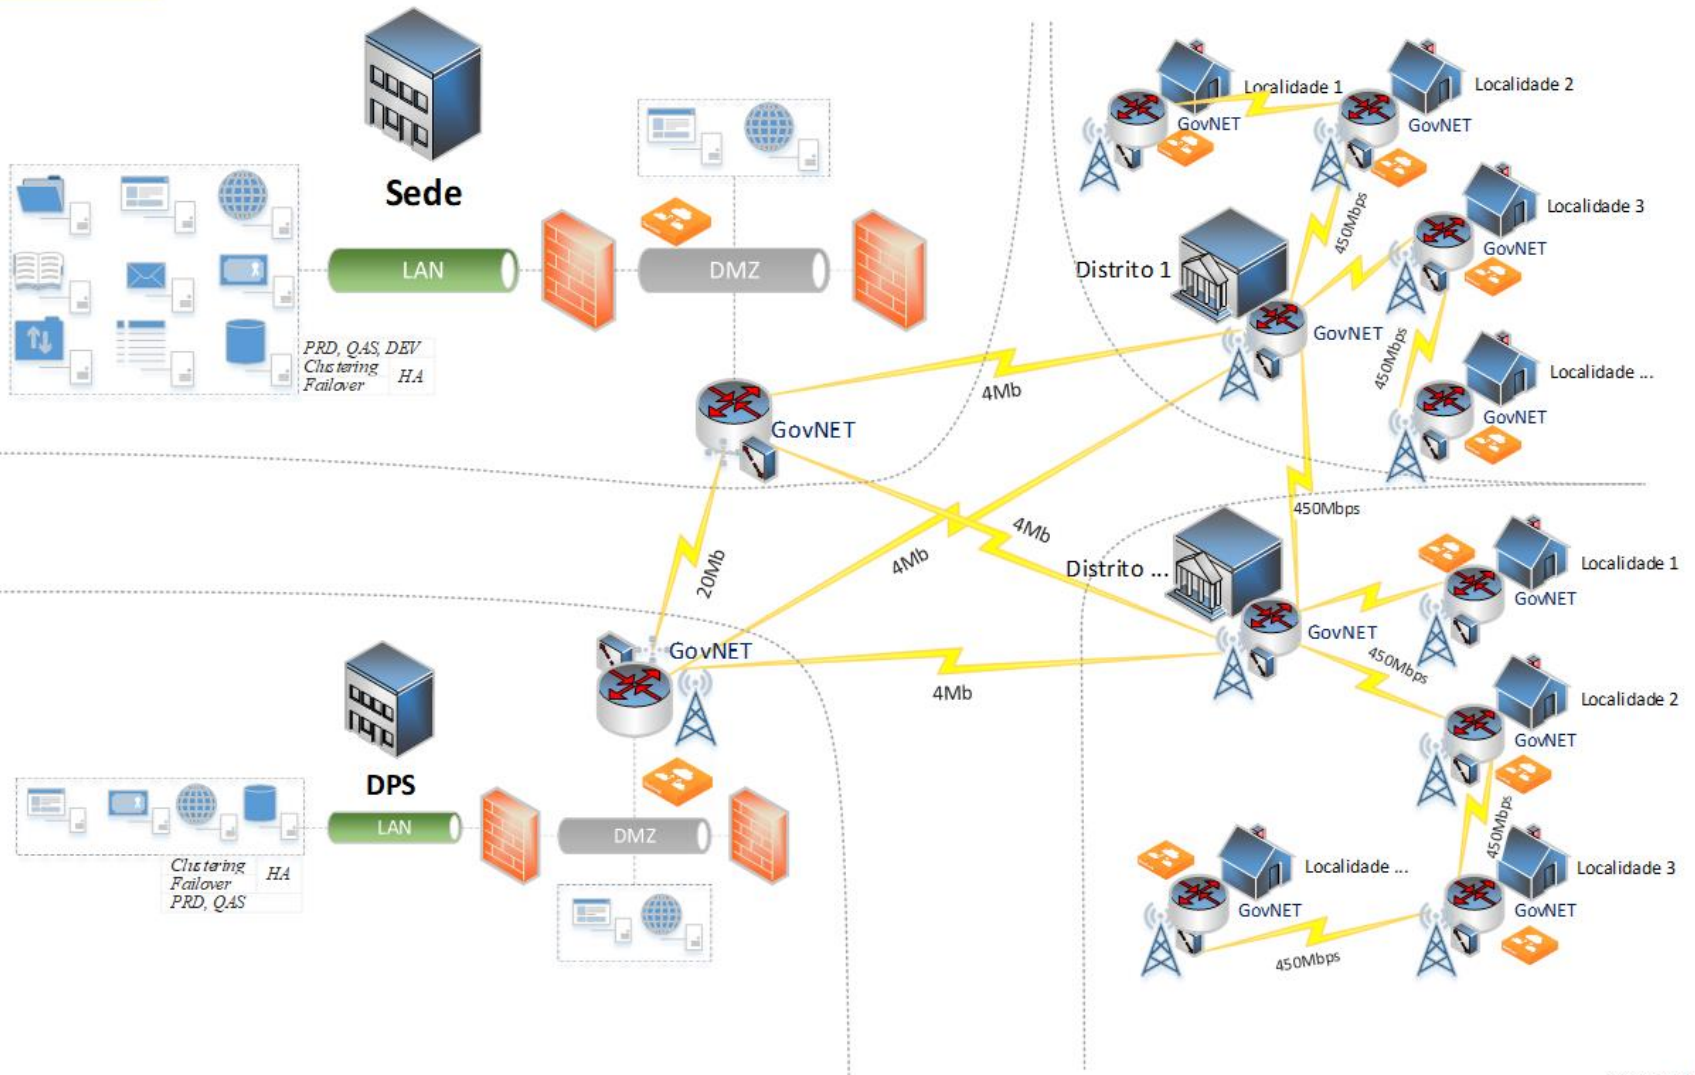 Sede
LAN
DMZ
PRD, QAS, DEV
Clustering
Failover
HA
GovNET
4Mb
20Mb
4Mb
4Mb
4Mb
Localidade 1
GovNET
Localidade 2
GovNET
450Mbps
Localidade 3
GovNET
Distrito 1
GovNET
450Mbps
Localidade ...
GovNET
450Mbps
Distrito ...
GovNET
450Mbps
Localidade 1
GovNET
Localidade 2
GovNET
450Mbps
Localidade 3
GovNET
Localidade ...
GovNET
450Mbps
GovNET
DPS
LAN
DMZ
Clustering
Failover
HA
PRD, QAS